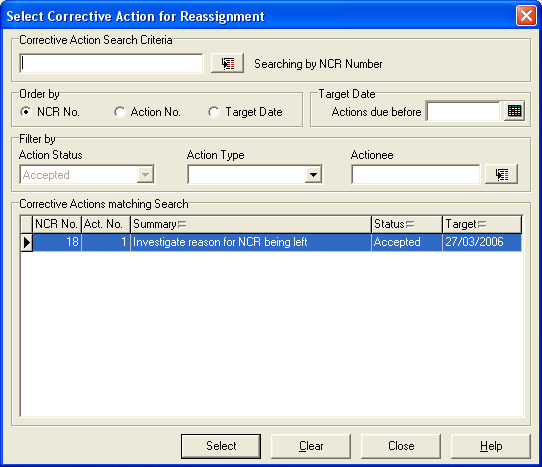 Select Corrective Action for Reassignment
Corrective Action Search Criteria
Searching by NCR Number
Order by
NCR No. Action No. Target Date
Target Date
Actions due before
Filter by
Action Status Action Type Actionee
Accepted
Corrective Actions matching Search
NCR No. Act. No. Summary Status Target
18 1 Investigate reason for NCR being left Accepted 27/03/2006
Select Clear Close Help